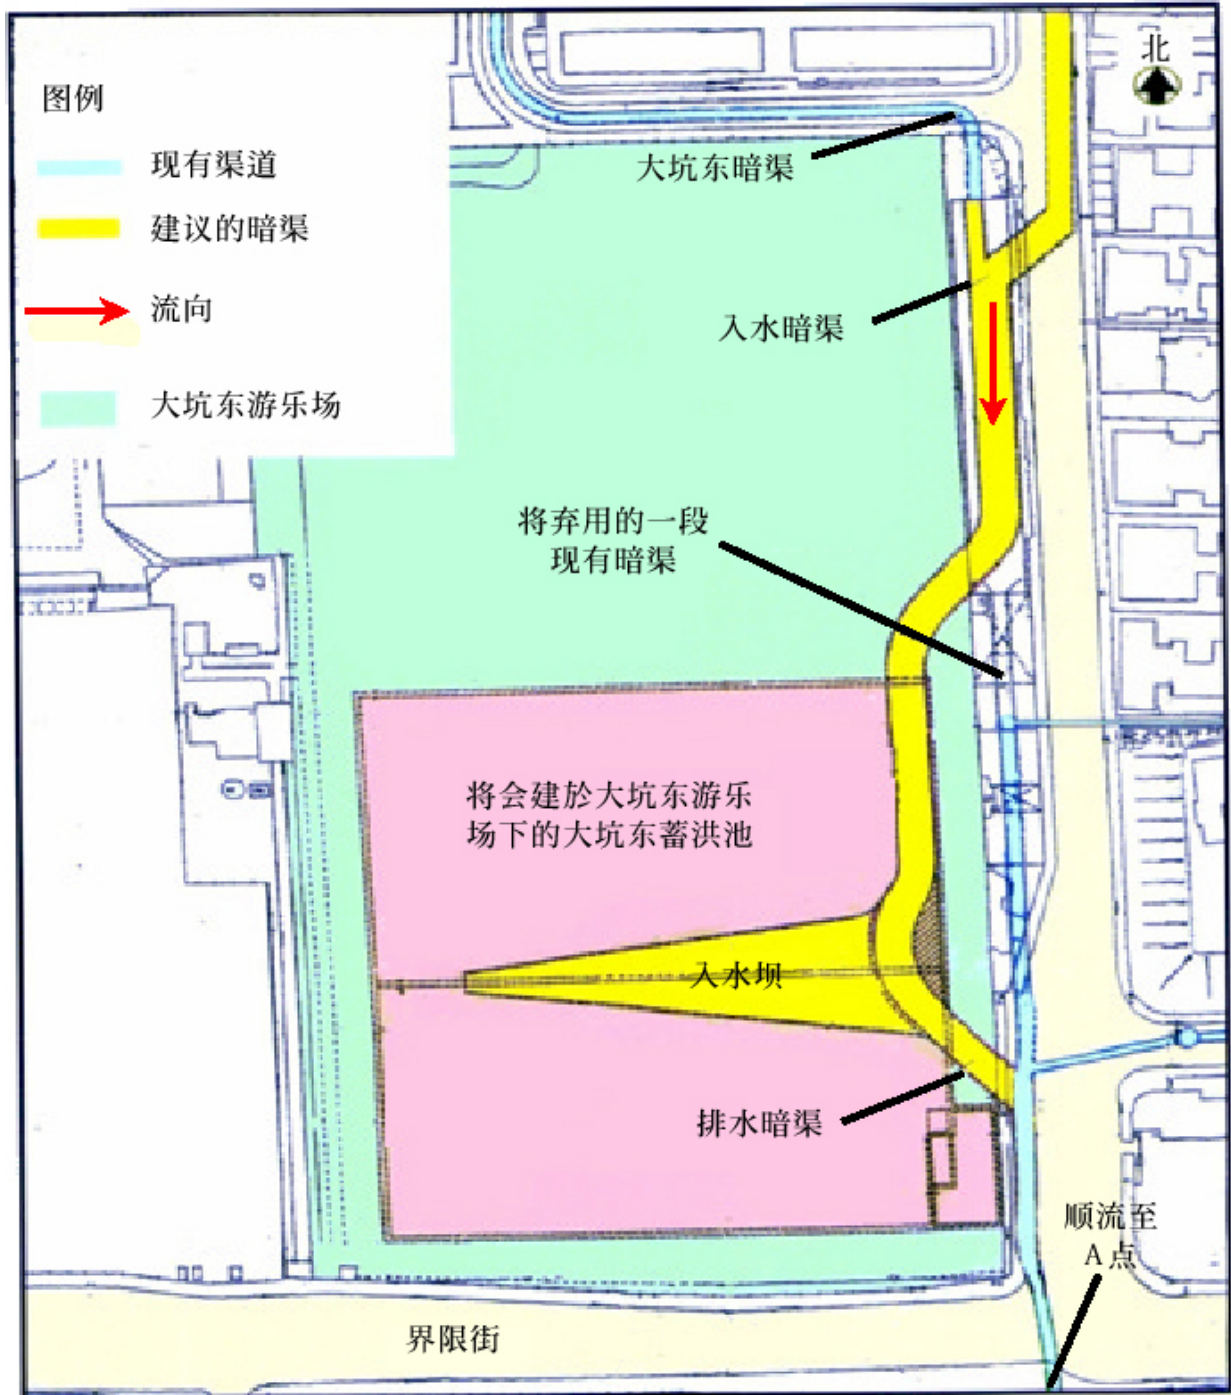 北
图例
现有渠道
建议的暗渠
流向
大坑东游乐场
大坑东暗渠
入水暗渠
将弃用的一段
现有暗渠
将会建於大坑东游乐
场下的大坑东蓄洪池
入水坝
排水暗渠
顺流至
A点
界限街